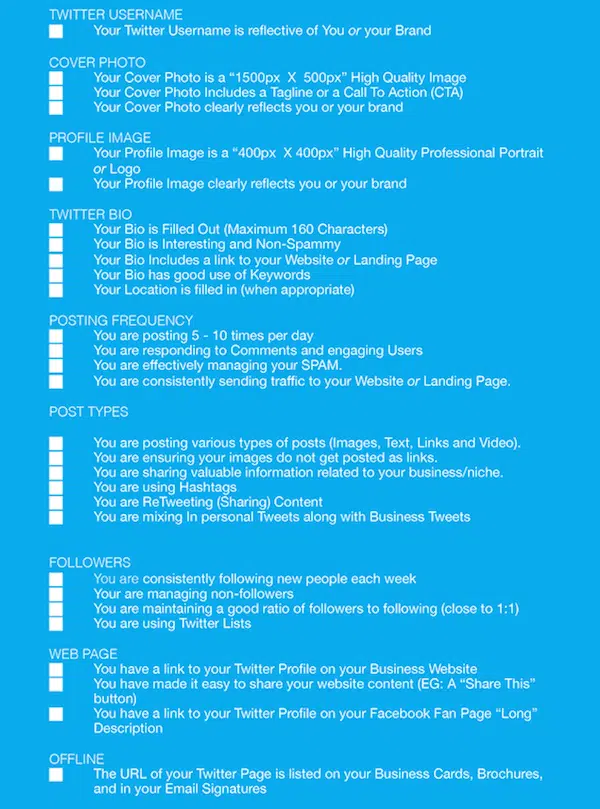 TWITTER USERNAME
Your Twitter Username is reflective of You or your Brand
COVER PHOTO
Your Cover Photo is a “1500px X 500px” High Quality Image
Your Cover Photo Includes a Tagline or a Call To Action (CTA)
Your Cover Photo clearly reflects you or your brand
PROFILE IMAGE
Your Profile Image is a “400px X 400px” High Quality Professional Portrait
or Logo
Your Profile Image clearly reflects you or your brand
TWITTER BIO
Your Bio is Filled Out (Maximum 160 Characters)
Your Bio is Interesting and Non-Spammy
Your Bio Includes a link to your Website or Landing Page
Your Bio has good use of Keywords
Your Location is filled in (when appropriate)
POSTING FREQUENCY
You are posting 5 - 10 times per day
You are responding to Comments and engaging Users
You are effectively managing your SPAM.
You are consistently sending traffic to your Website or Landing Page.
POST TYPES
You are posting various types of posts (Images, Text, Links and Video).
You are ensuring your images do not get posted as links.
You are sharing valuable information related to your business/niche.
You are using Hashtags
You are ReTweeting (Sharing) Content
You are mixing In personal Tweets along with Business Tweets
FOLLOWERS
You are consistently following new people each week
Your are managing non-followers
You are maintaining a good ratio of followers to following (close to 1:1)
You are using Twitter Lists
WEB PAGE
You have a link to your Twitter Profile on your Business Website
You have made it easy to share your website content (EG: A “Share This”
button)
You have a link to your Twitter Profile on your Facebook Fan Page “Long”
Description
OFFLINE
The URL of your Twitter Page is listed on your Business Cards, Brochures,
and in your Email Signatures